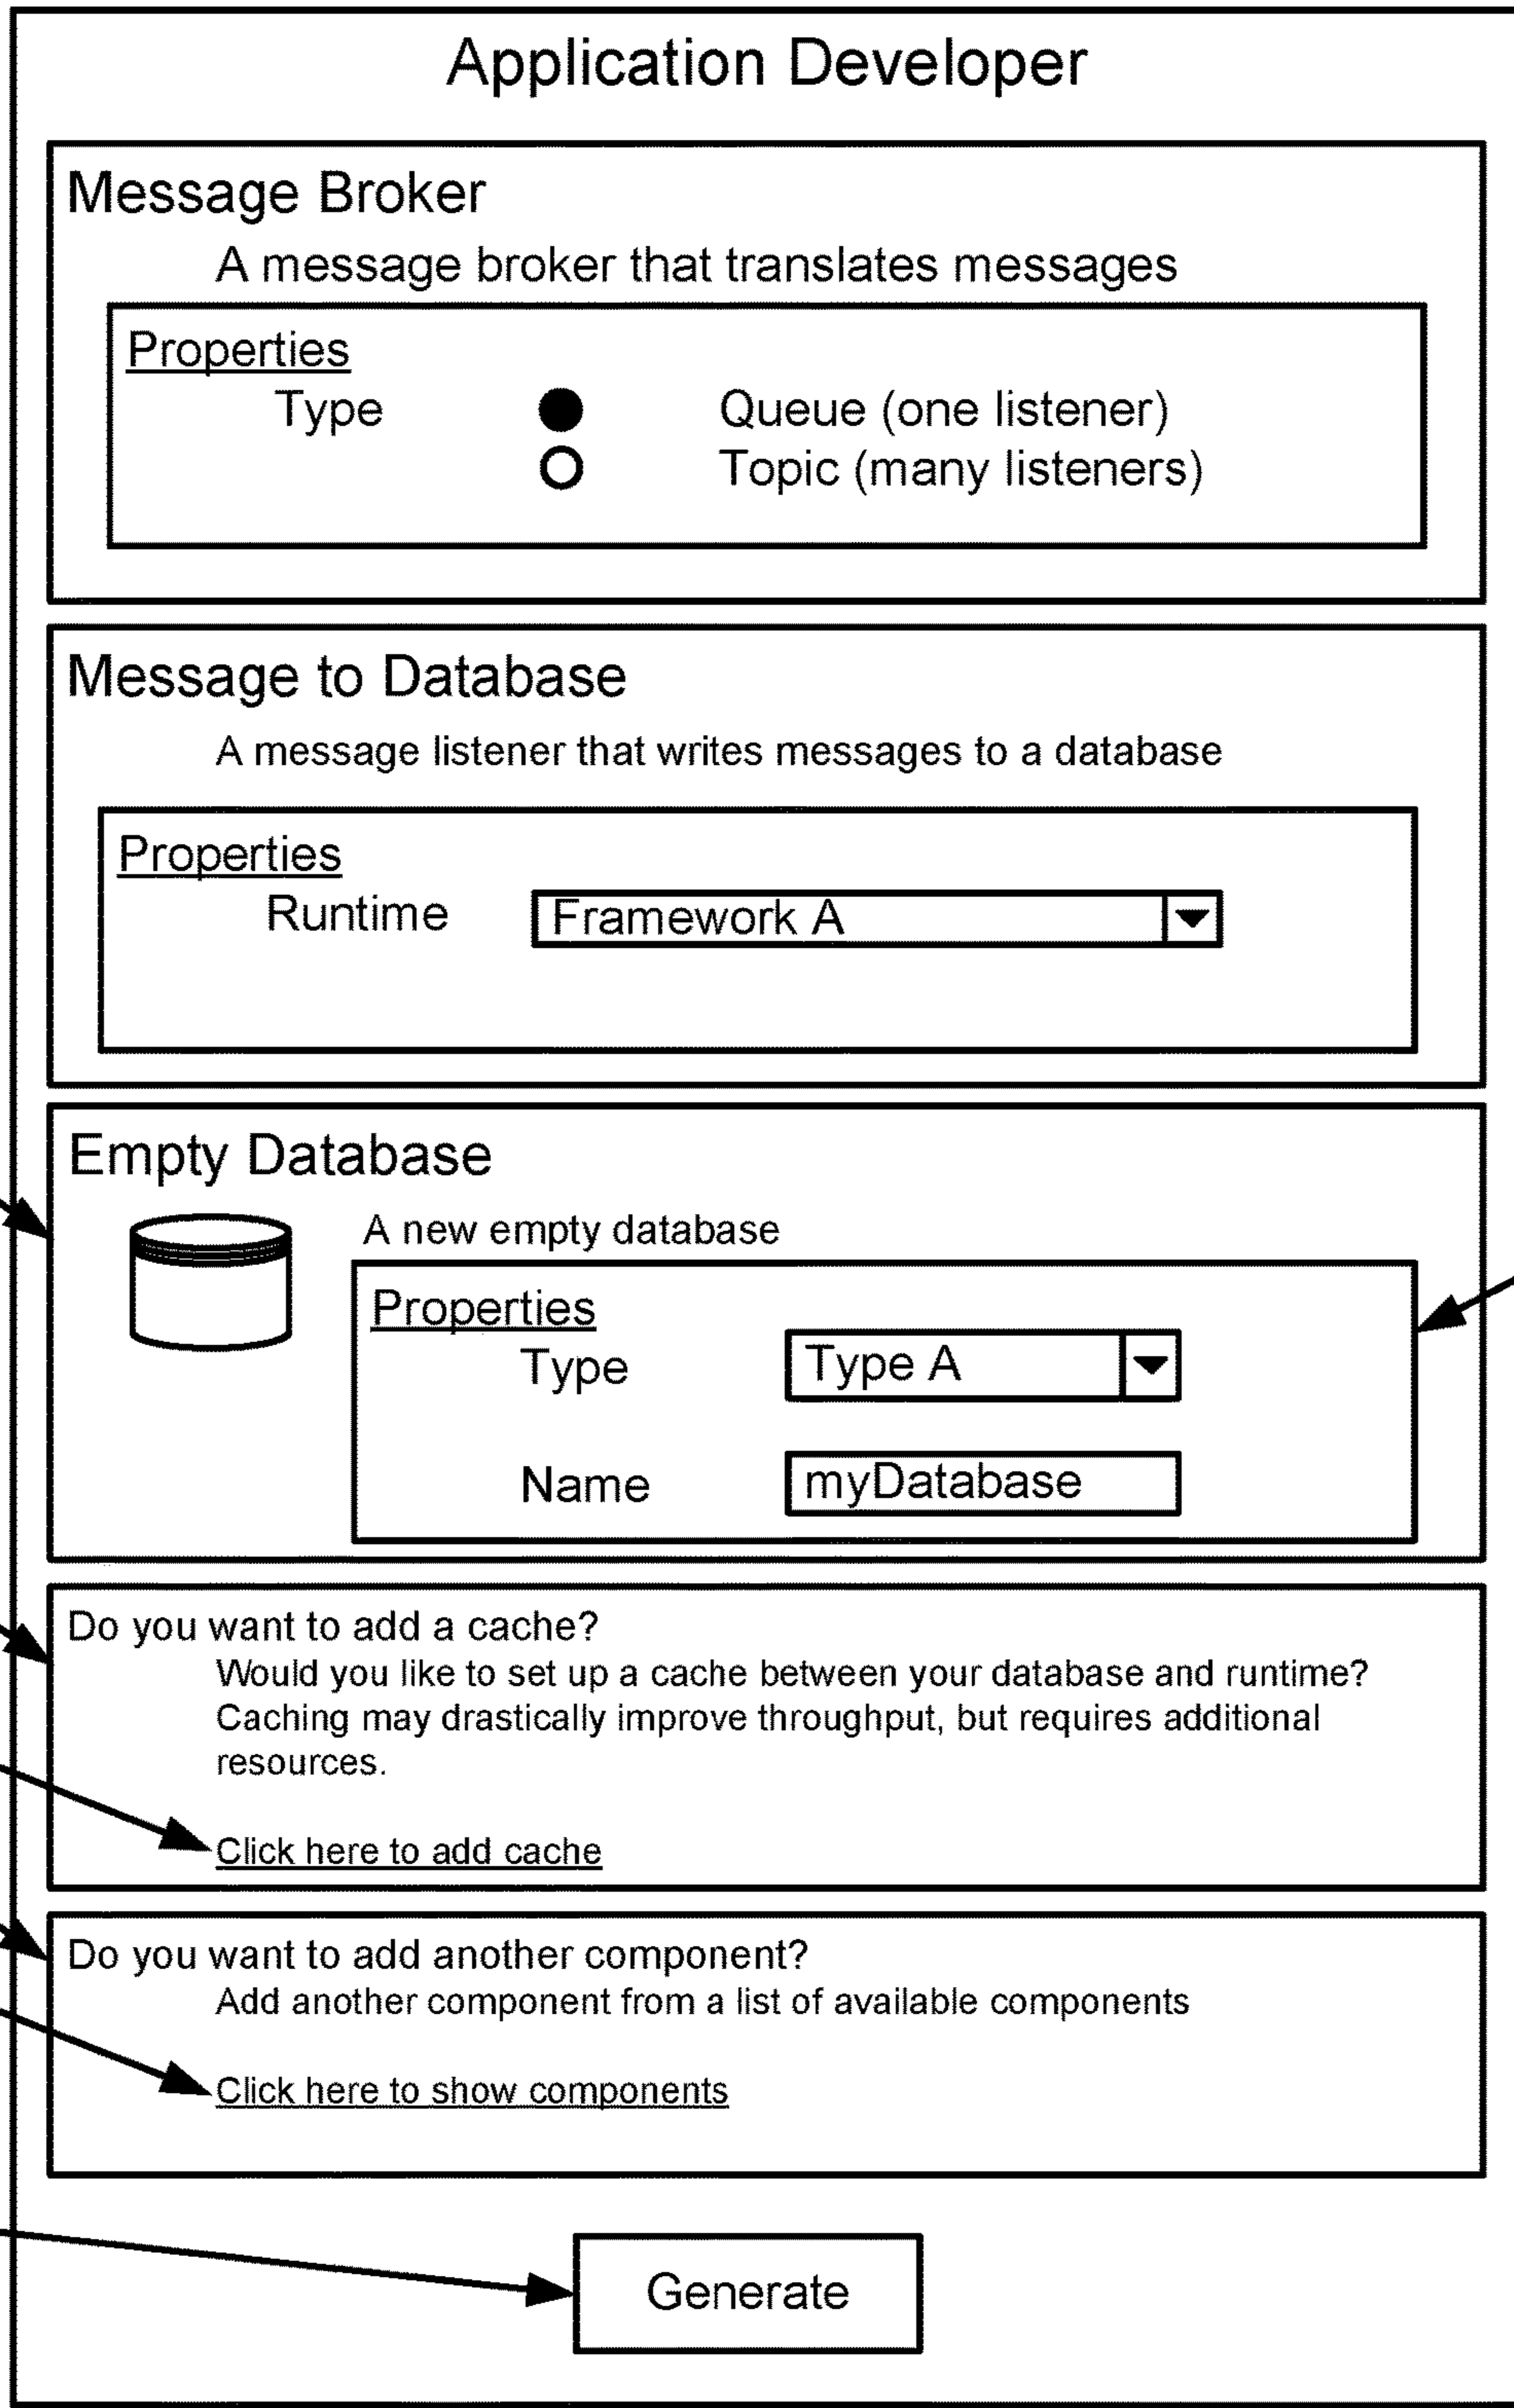 Application Developer
Message Broker
A message broker that translates messages
Properties
Type
Queue (one listener)
Topic (many listeners)
Message to Database
A message listener that writes messages to a database
Properties
Runtime
Framework A
Empty Database
A new empty database
Properties
Type
Type A
Name
myDatabase
Do you want to add a cache?
Would you like to set up a cache between your database and runtime?
Caching may drastically improve throughput, but requires additional
resources.
Click here to add cache
Do you want to add another component?
Add another component from a list of available components
Click here to show components
Generate